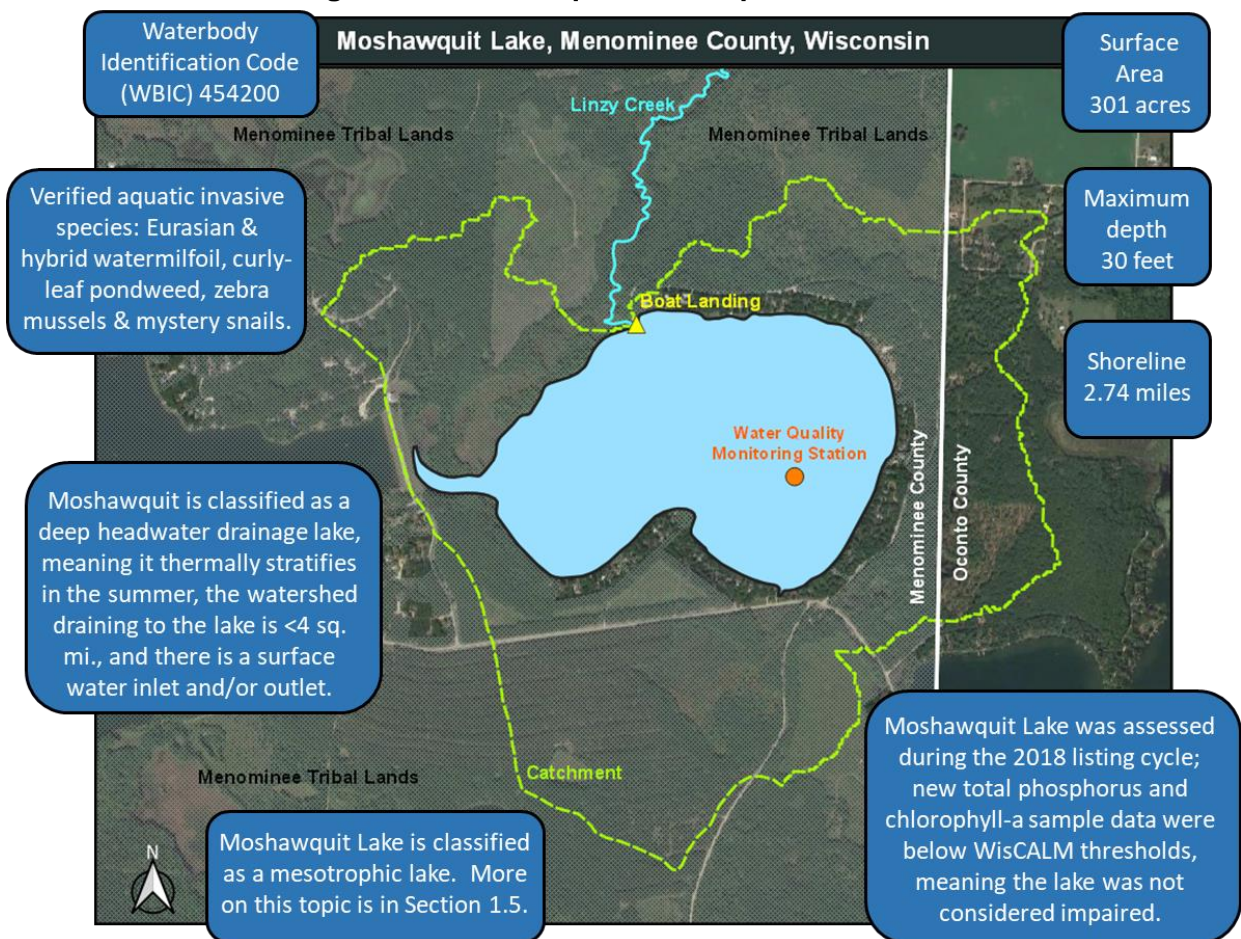 Moshawquit Lake, Menominee County, Wisconsin
Waterbody
Identification Code
(WBIC) 454200
Surface
Area
301 acres
Linzy Creek
Menominee Tribal Lands
Menominee Tribal Lands
Verified aquatic invasive
species: Eurasian &
hybrid watermilfoil, curly-
leaf pondweed, zebra
mussels & mystery snails.
Maximum
depth
30 feet
Boat Landing
Shoreline
2.74 miles
Water Quality
Monitoring Station
Menominee County
Oconto County
Moshawquit is classified as a
deep headwater drainage lake,
meaning it thermally stratifies
in the summer, the watershed
draining to the lake is <4 sq.
mi., and there is a surface
water inlet and/or outlet.
Menominee Tribal Lands
Catchment
Moshawquit Lake was assessed
during the 2018 listing cycle;
new total phosphorus and
chlorophyll-a sample data were
below WisCALM thresholds,
meaning the lake was not
considered impaired.
N
Moshawquit Lake is classified
as a mesotrophic lake.  More
on this topic is in Section 1.5.